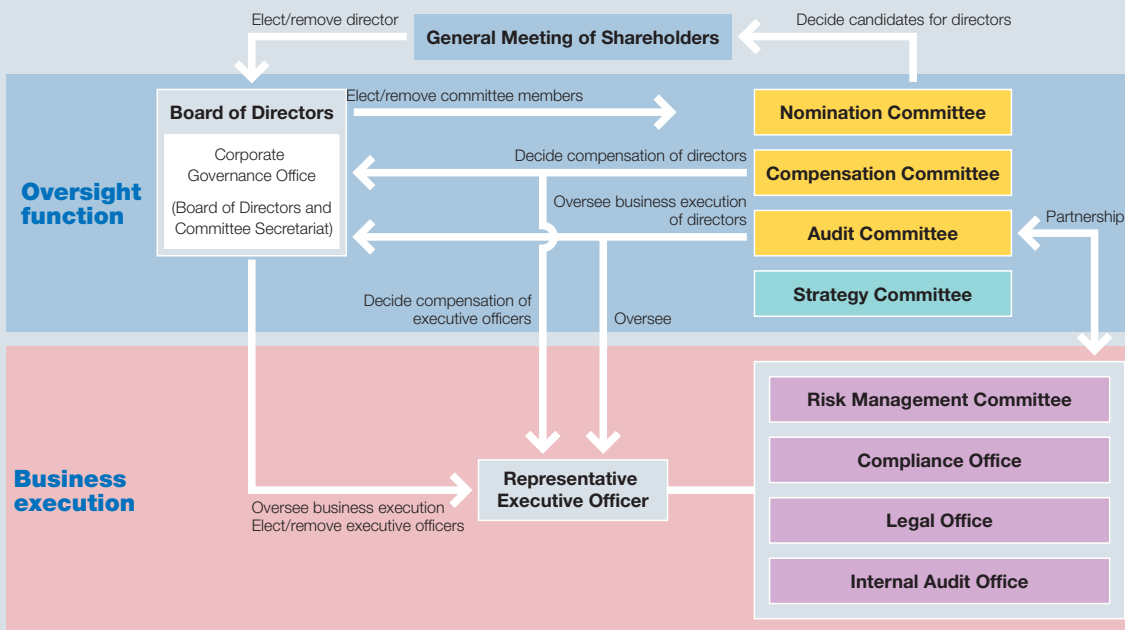 Elect/remove director
Decide candidates for directors
General Meeting of Shareholders
Board of Directors
Elect/remove committee members
Nomination Committee
Corporate
Governance Office
(Board of Directors and
Committee Secretariat)
Decide compensation of directors
Compensation Committee
Oversight
function
Oversee business execution
of directors
Audit Committee
Partnership
Strategy Committee
Decide compensation of
executive officers
Oversee
Risk Management Committee
Compliance Office
Business
execution
Representative
Executive Officer
Oversee business execution
Elect/remove executive officers
Legal Office
Internal Audit Office